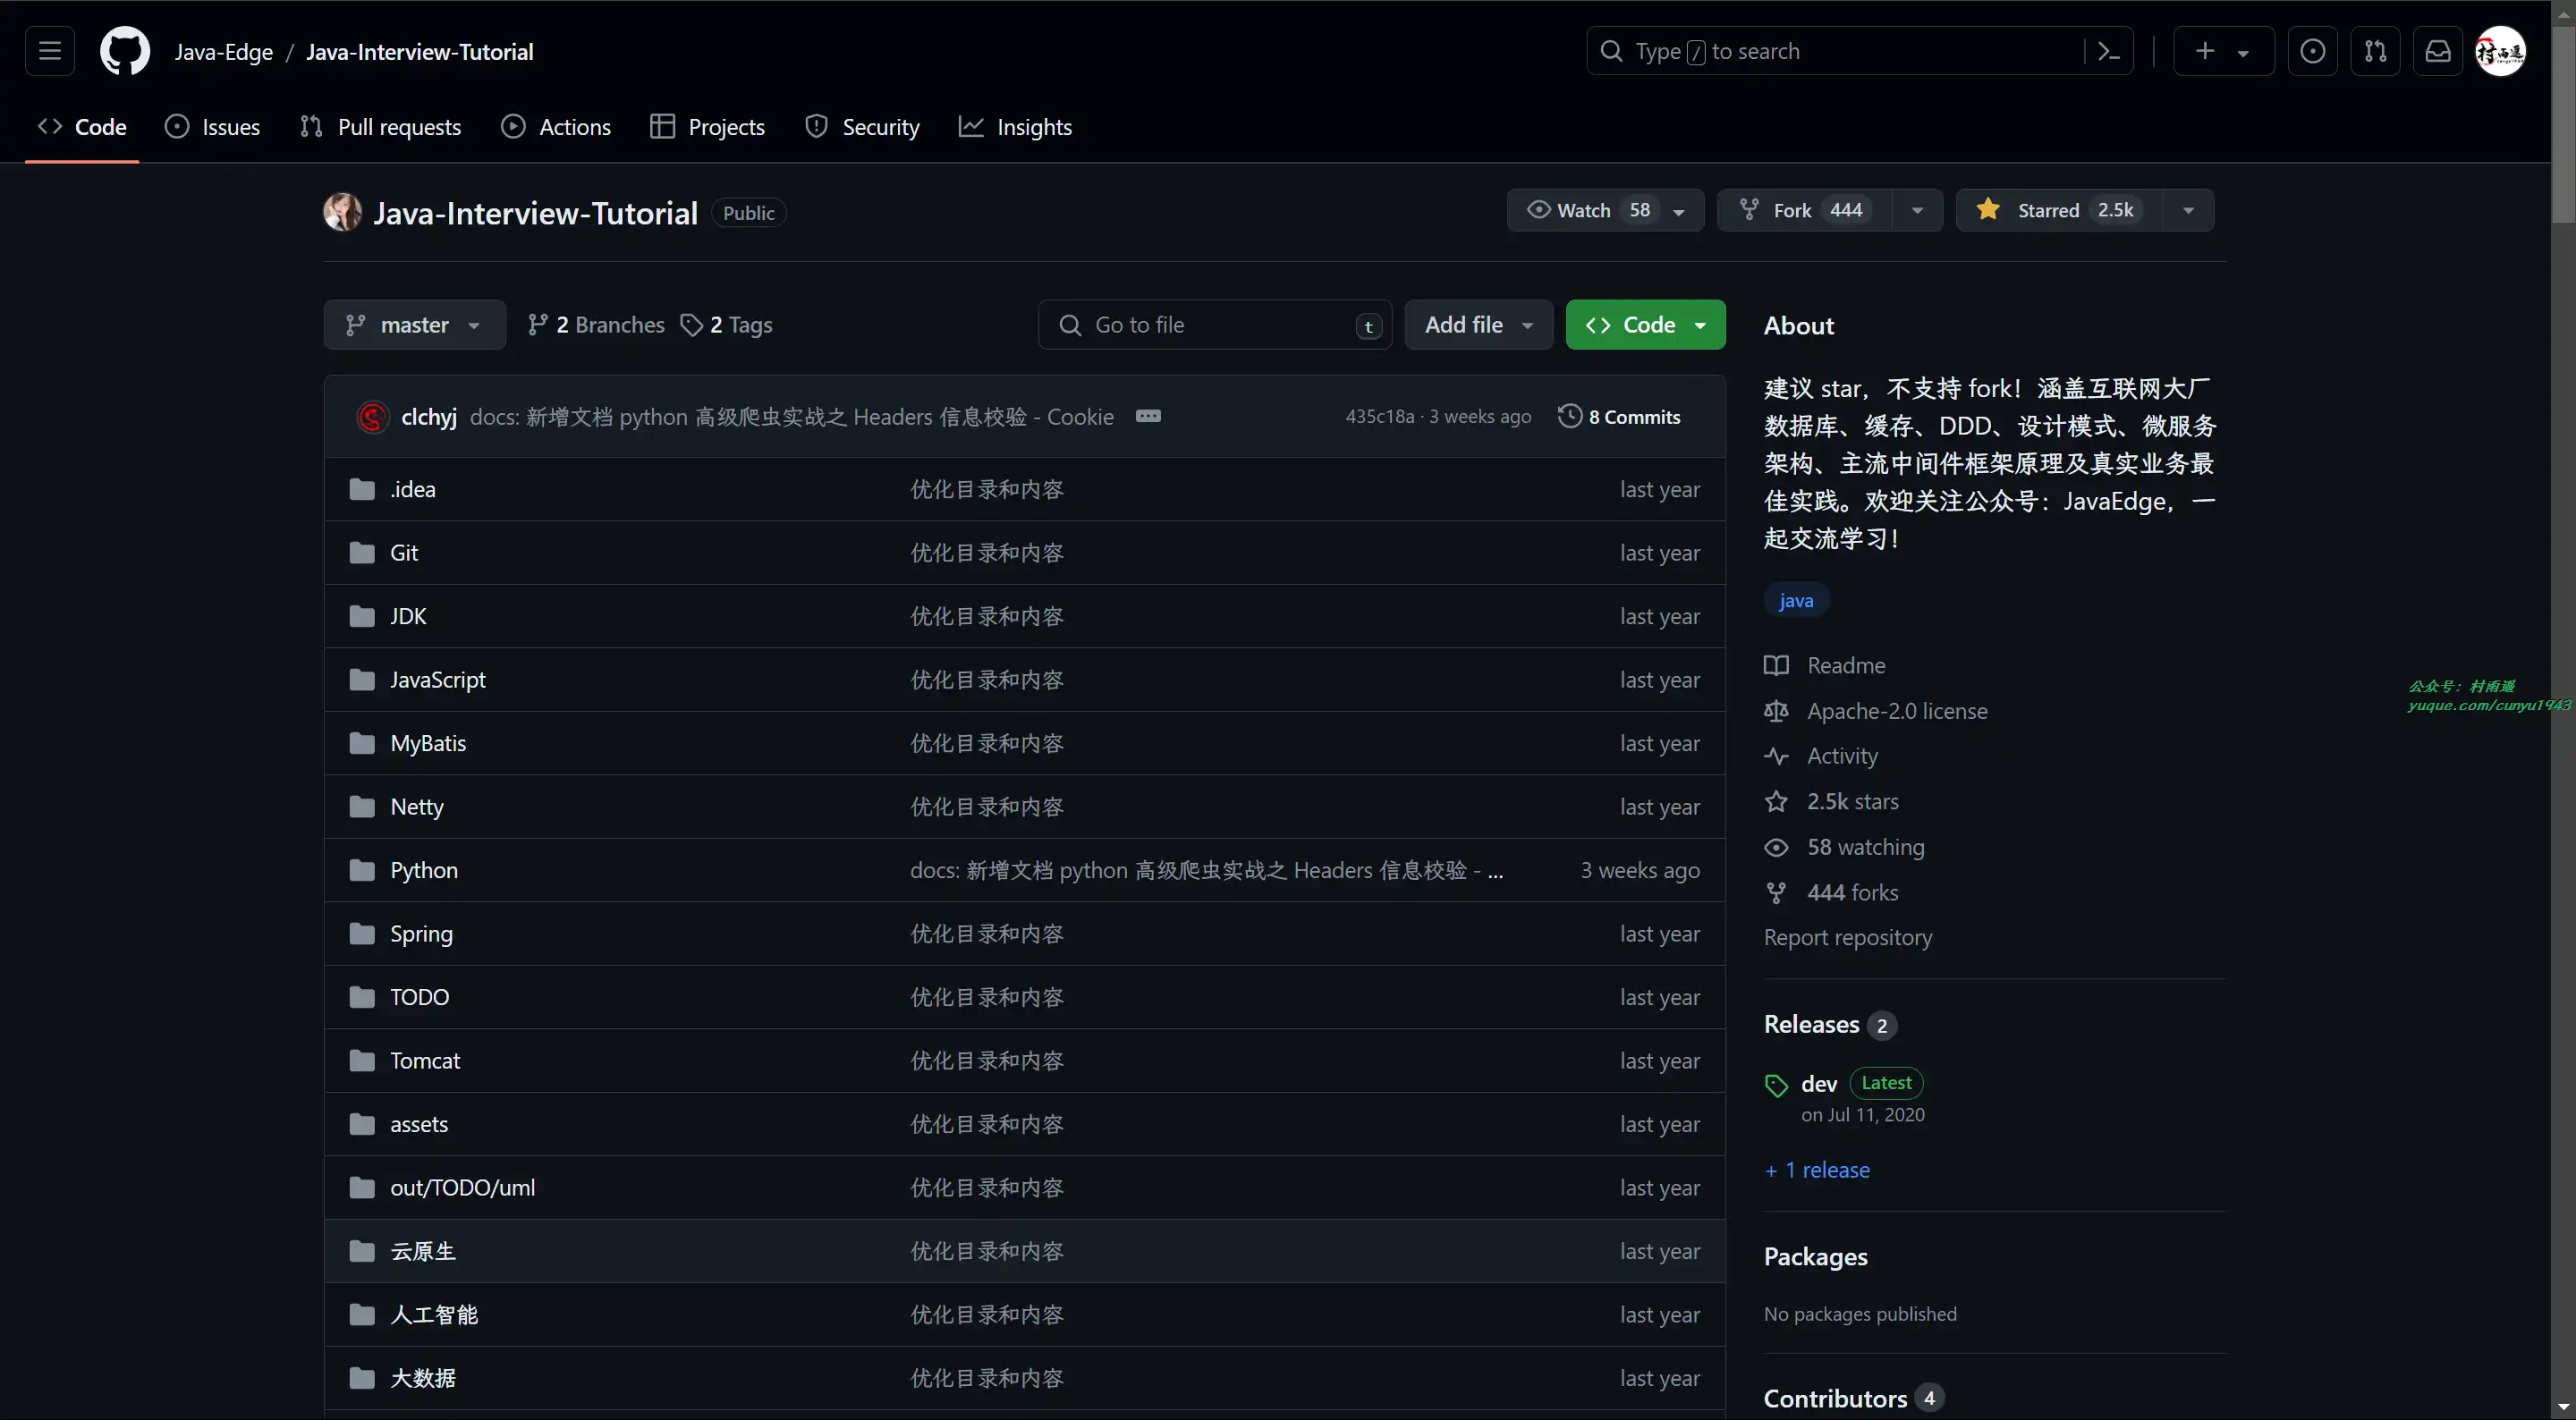 Java-Edge / Java-Interview-Tutorial
Type / to search
Code Issues Pull requests Actions Projects Security Insights
Java-Interview-Tutorial Public
Watch 58 Fork 444 Starred 2.5k
master 2 Branches 2 Tags Go to file t Add file Code
clchyj docs: 新增文档 python 高级爬虫实战之 Headers 信息校验 - Cookie 435c18a · 3 weeks ago 8 Commits
.idea 优化目录和内容 last year
Git 优化目录和内容 last year
JDK 优化目录和内容 last year
JavaScript 优化目录和内容 last year
MyBatis 优化目录和内容 last year
Netty 优化目录和内容 last year
Python docs: 新增文档 python 高级爬虫实战之 Headers 信息校验 - ... 3 weeks ago
Spring 优化目录和内容 last year
TODO 优化目录和内容 last year
Tomcat 优化目录和内容 last year
assets 优化目录和内容 last year
out/TODO/uml 优化目录和内容 last year
云原生 优化目录和内容 last year
人工智能 优化目录和内容 last year
大数据 优化目录和内容 last year
About
建议 star，不支持 fork！涵盖互联网大厂
数据库、缓存、DDD、设计模式、微服务
架构、主流中间件框架原理及真实业务最
佳实践。欢迎关注公众号：JavaEdge，一
起交流学习！
java
Readme
Apache-2.0 license
Activity
2.5k stars
58 watching
444 forks
Report repository
Releases 2
dev Latest
on Jul 11, 2020
+ 1 release
Packages
No packages published
Contributors 4
公众号：村雨遥
yuque.com/cunyu1943